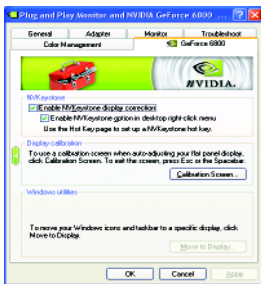 Plug and Play Monitor and NVIDIA GeForce 6800 ...
General Adapter Monitor Troubleshoot
Color Management GeForce 6800
NVIDIA.
NVKeystone
Enable NVKeystone display correction
Enable NVKeystone option in desktop right-click menu
Use the Hot Key page to set up a NVKeystone hot key.
Display calibration
To use a calibration screen when auto-adjusting your flat panel display,
click Calibration Screen. To exit the screen, press Esc or the Spacebar.
Calibration Screen...
Windows utilities
To move your Windows icons and taskbar to a specific display, click
Move to Display.
Move to Display...
OK Cancel Apply